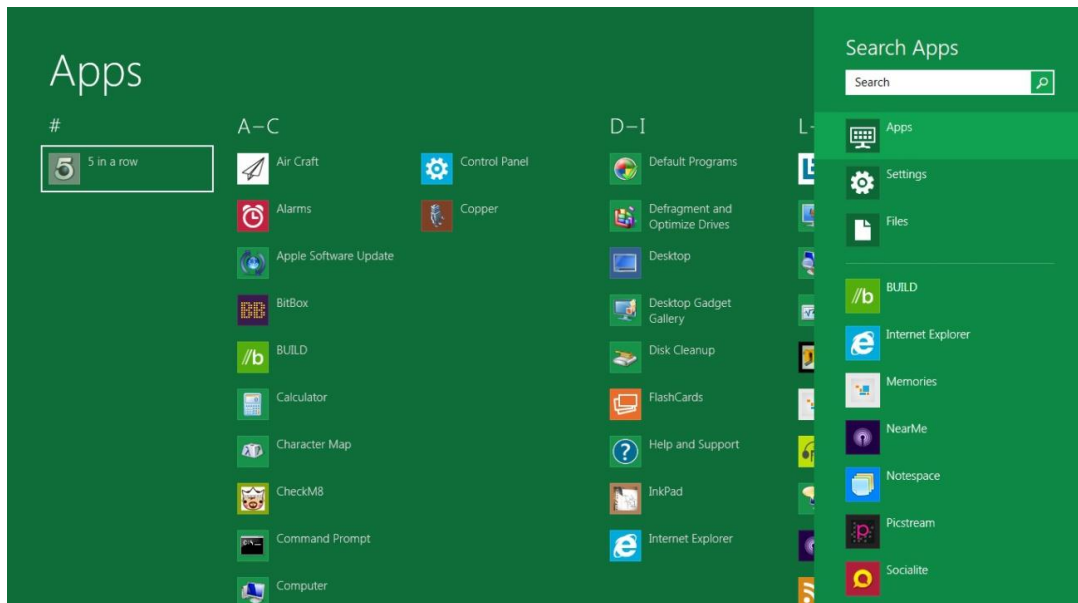 Apps
#
5 in a row
A–C
Air Craft
Alarms
Apple Software Update
BitBox
BUILD
Calculator
Character Map
CheckM8
Command Prompt
Computer
Control Panel
Copper
D–I
Default Programs
Defragment and
Optimize Drives
Desktop
Desktop Gadget
Gallery
Disk Cleanup
FlashCards
Help and Support
InkPad
Internet Explorer
L-
Search Apps
Search
Apps
Settings
Files
BUILD
Internet Explorer
Memories
NearMe
Notespace
Picstream
Socialite